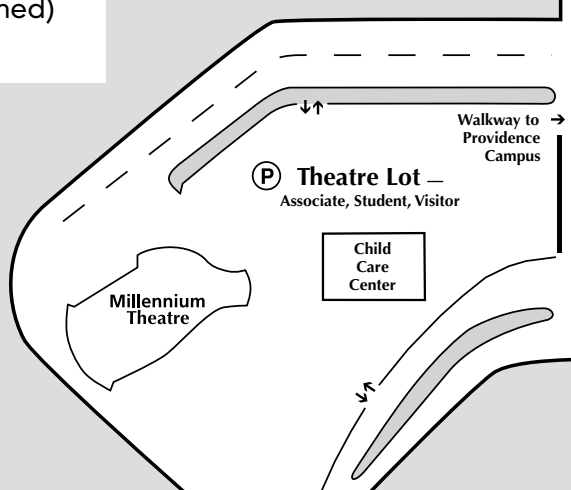 ned)
Walkway to →
Providence
Campus
P Theatre Lot —
Associate, Student, Visitor
Child
Care
Center
Millennium
Theatre